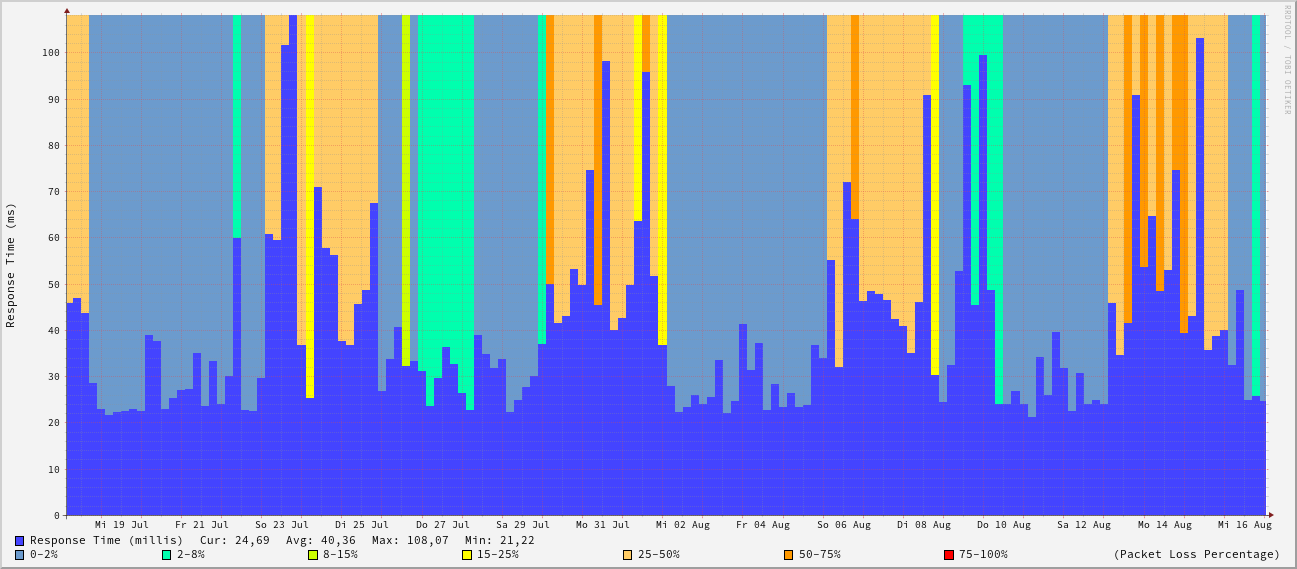 RRDTOOL / TOBI OETIKER
Response Time (ms)
100
90
80
70
60
50
40
30
20
10
0
Mi 19 Jul Fr 21 Jul So 23 Jul Di 25 Jul Do 27 Jul Sa 29 Jul Mo 31 Jul Mi 02 Aug Fr 04 Aug So 06 Aug Di 08 Aug Do 10 Aug Sa 12 Aug Mo 14 Aug Mi 16 Aug
Response Time (millis) Cur: 24,69 Avg: 40,36 Max: 108,07 Min: 21,22
0-2% 2-8% 8-15% 15-25% 25-50% 50-75% 75-100% (Packet Loss Percentage)